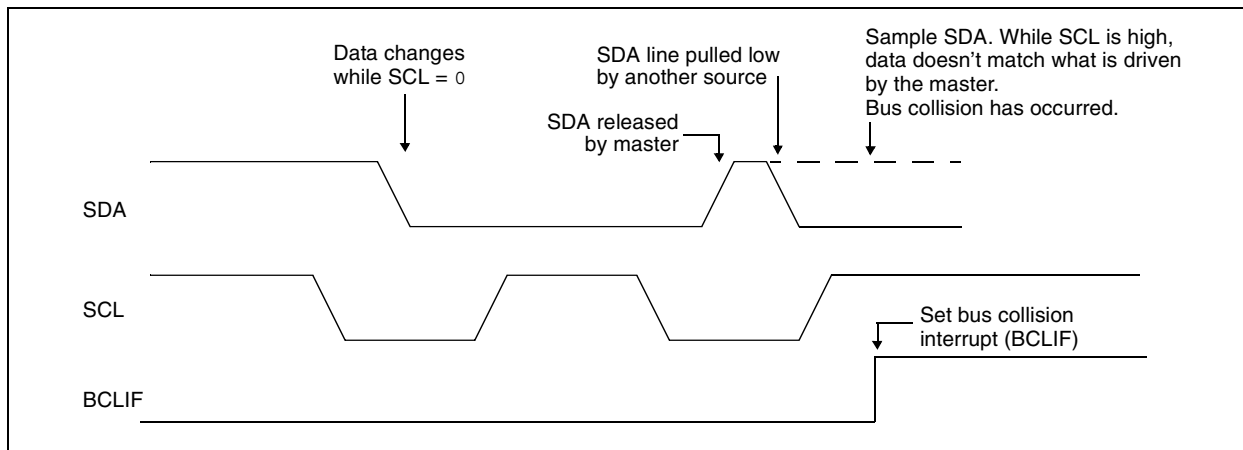 Data changes
while SCL = 0
SDA line pulled low
by another source
SDA released
by master
Sample SDA. While SCL is high,
data doesn't match what is driven
by the master.
Bus collision has occurred.
SDA
SCL
Set bus collision
interrupt (BCLIF)
BCLIF